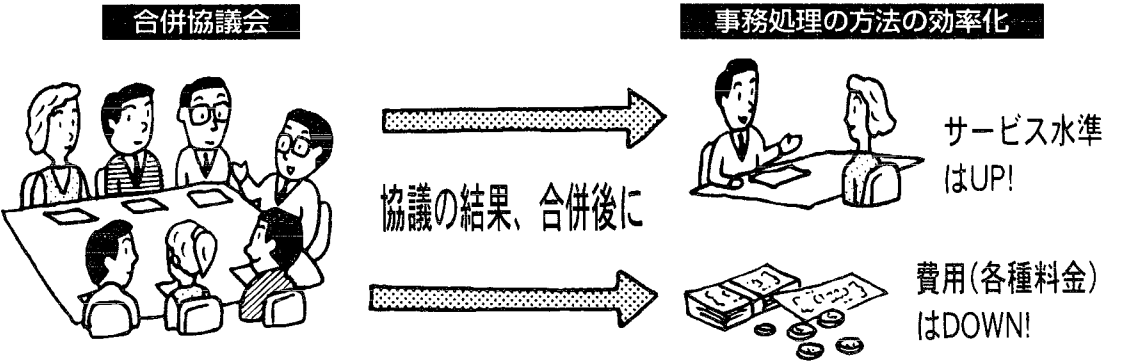 合併協議会
事務処理の方法の効率化
サービス水準
はUP!
協議の結果、合併後に
費用(各種料金)
はDOWN!